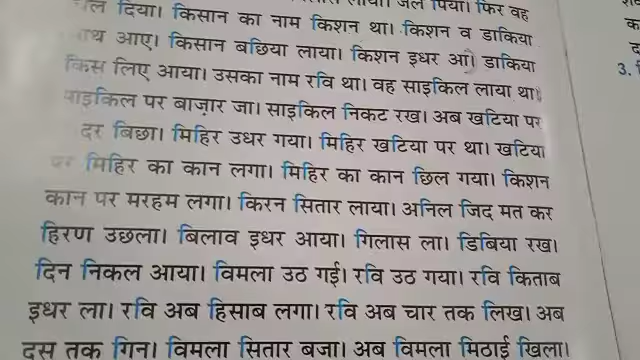 दिया। किसान का नाम किशन था। किशन व डाकिया
आए। किसान बछिया लाया। किशन इधर आ। डाकिया
किस लिए आया। उसका नाम रवि था। वह साइकिल लाया था।
साइकिल पर बाज़ार जा। साइकिल निकट रख। अब खटिया पर
बिछा। मिहिर उधर गया। मिहिर खटिया पर था। खटिया
पर मिहिर का कान लगा। मिहिर का कान छिल गया। किशन
कान पर मरहम लगा। किरन सितार लाया। अनिल जिद मत कर
हिरण उछला। बिलाव इधर आया। गिलास ला। डिबिया रख।
दिन निकल आया। विमला उठ गई। रवि उठ गया। रवि किताब
इधर ला। रवि अब हिसाब लगा। रवि अब चार तक लिख। अब
दस तक गिन। विमला सितार बजा। अब विमला मिठाई खिला।
3.